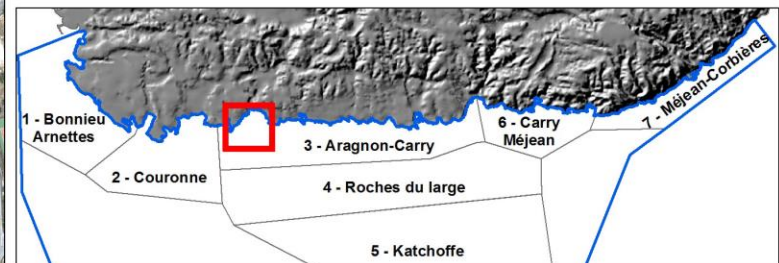 1 - Bonnieu
Arnettes
2 - Couronne
3 - Aragnon-Carry
4 - Roches du large
5 - Katchoffe
6 - Carry
Méjean
7 - Méjean-Corbières